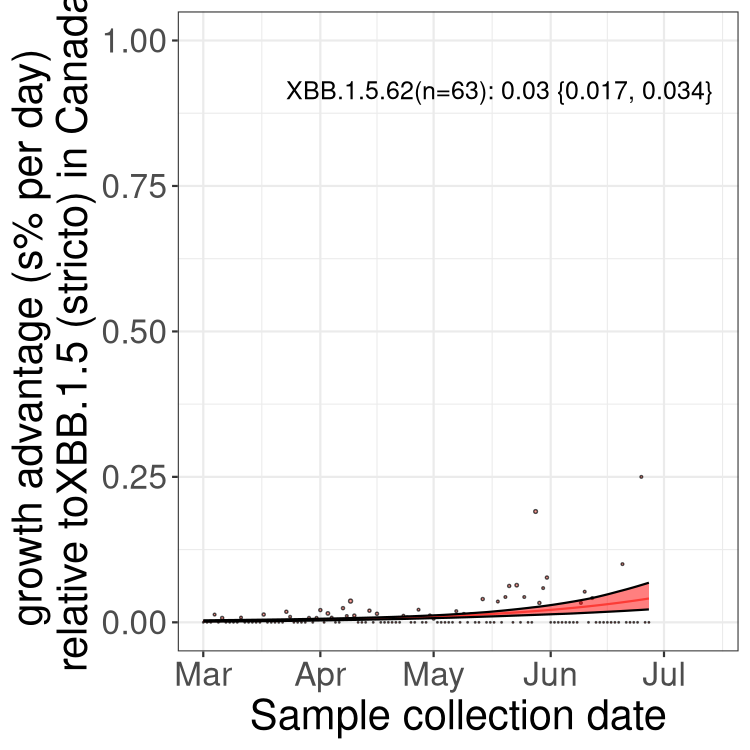 growth advantage (s% per day)
relative toXBB.1.5 (stricto) in Canada
1.00
0.75
0.50
0.25
0.00
XBB.1.5.62(n=63): 0.03 {0.017, 0.034}
Mar Apr May Jun Jul
Sample collection date